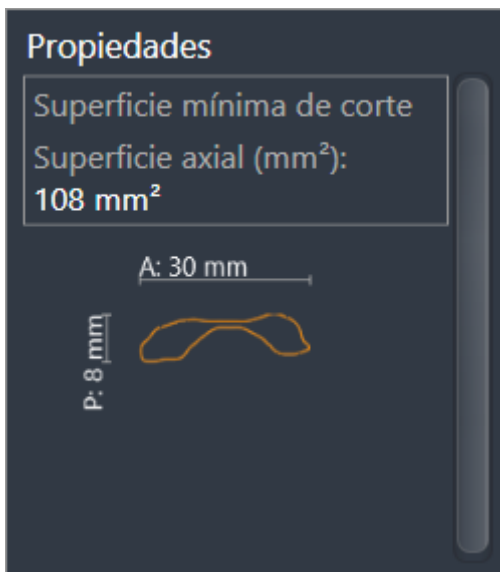 Propiedades
Superficie mínima de corte
Superficie axial (mm²):
108 mm²
A: 30 mm
P: 8 mm